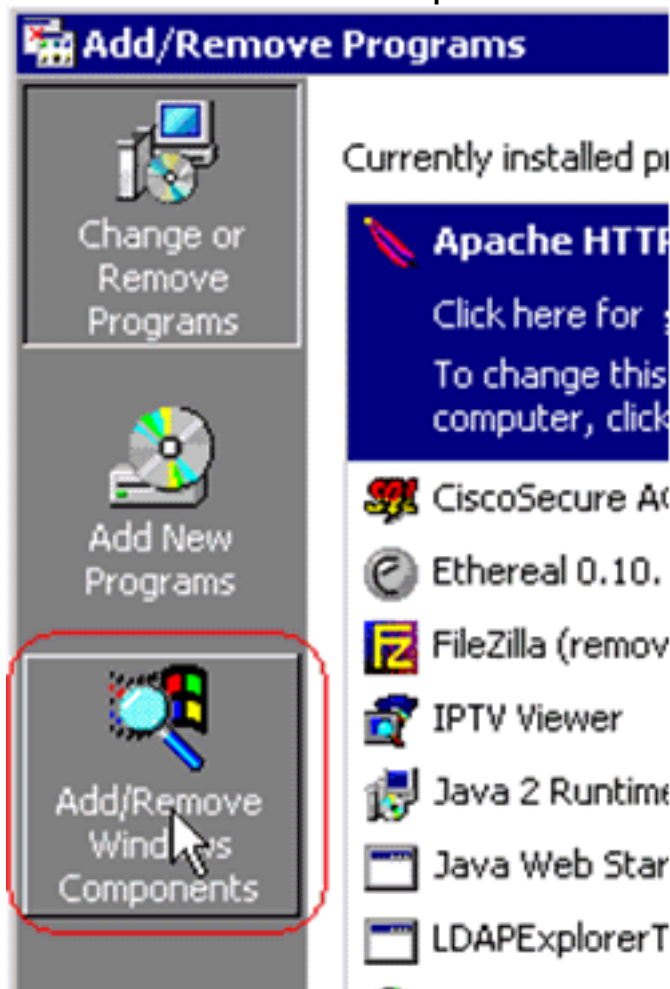 Add/Remove Programs
Change or
Remove
Programs
Add New
Programs
Add/Remove
Windows
Components
Currently installed
Apache HTTP
Click here for
To change this
computer, click
CiscoSecure
Ethereal 0.10.
FileZilla (remov
IPTV Viewer
Java 2 Runtime
Java Web Star
LDAPExplorerT